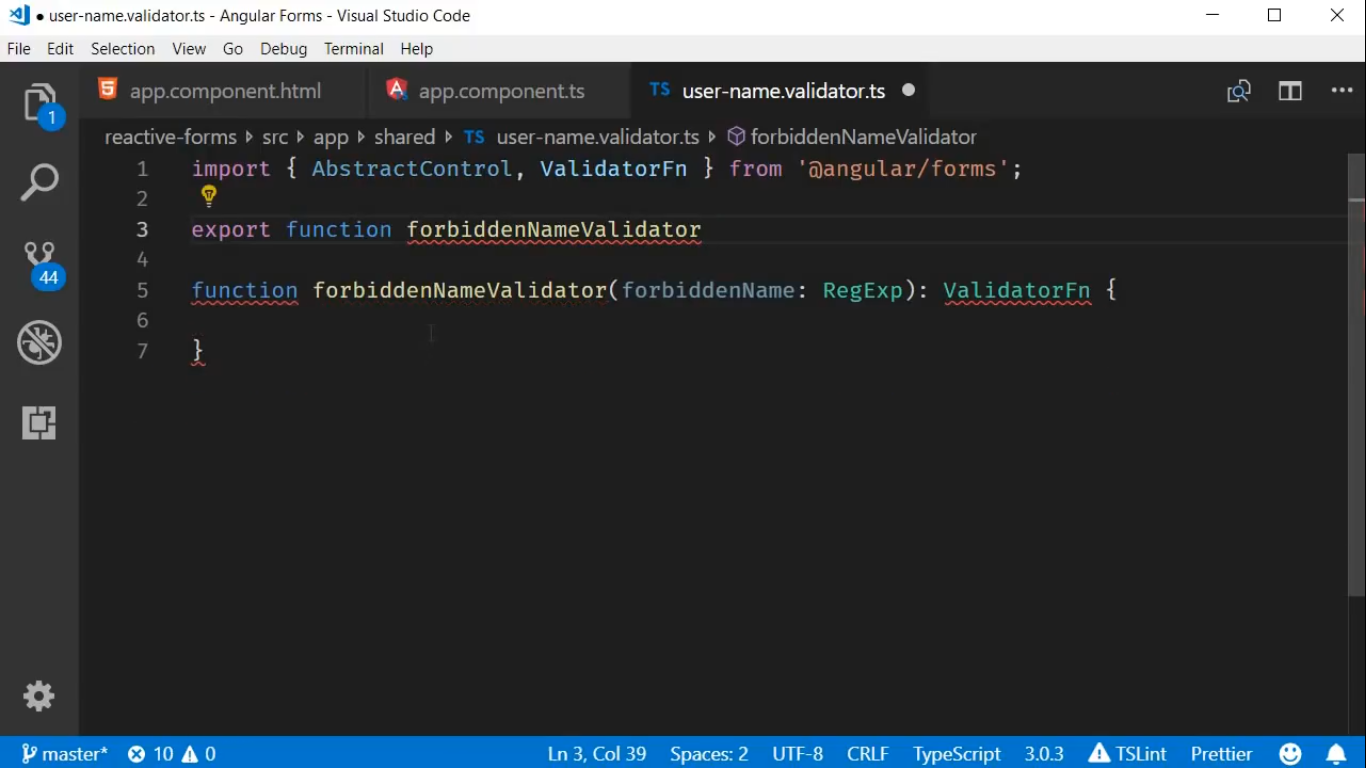 user-name.validator.ts - Angular Forms - Visual Studio Code
File Edit Selection View Go Debug Terminal Help
app.component.html app.component.ts TS user-name.validator.ts
1
reactive-forms src app shared TS user-name.validator.ts forbiddenNameValidator
1 import { AbstractControl, ValidatorFn } from '@angular/forms';
2
3 export function forbiddenNameValidator
4
44
5 function forbiddenNameValidator(forbiddenName: RegExp): ValidatorFn {
6
7 }
master* 10 0 Ln 3, Col 39 Spaces: 2 UTF-8 CRLF TypeScript 3.0.3 TSLint Prettier